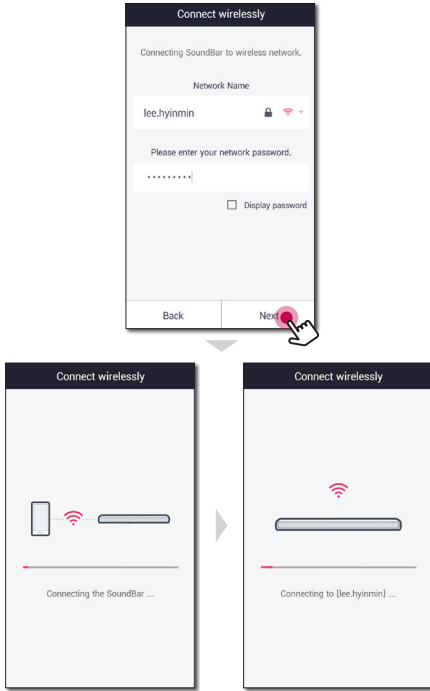 Connect wirelessly
Connecting SoundBar to wireless network.
Network Name
lee.hyinmin
Please enter your network password.
•••••••••
Display password
Back Next
Connect wirelessly
Connecting the SoundBar ...
Connect wirelessly
Connecting to [lee.hyinmin] ...